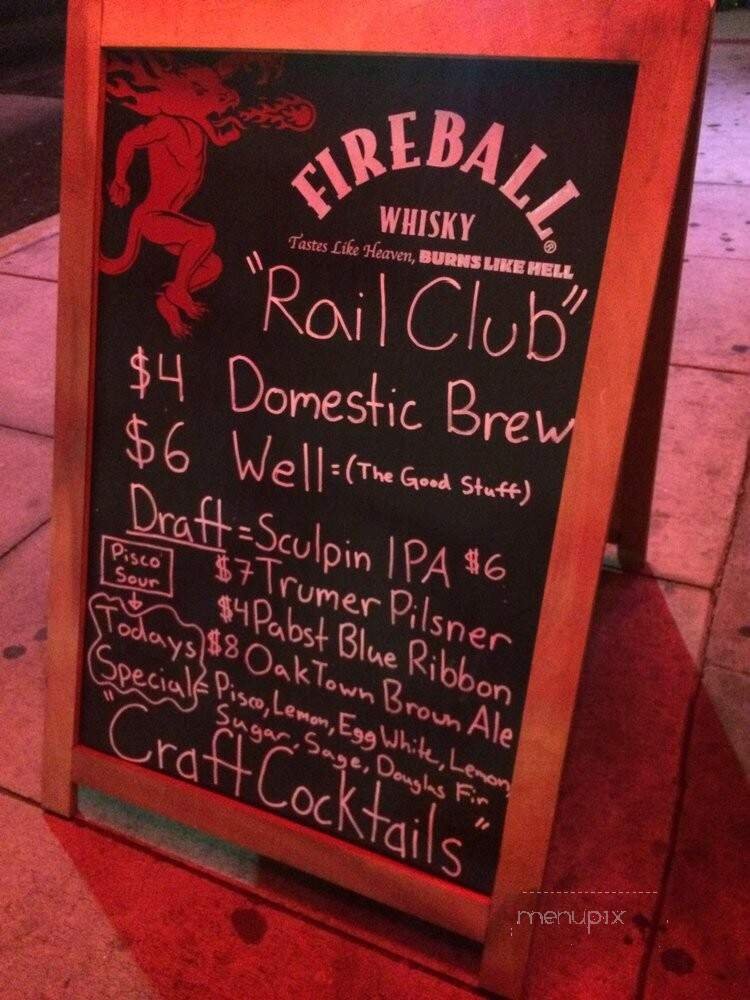 FIREBALL®
WHISKY
Tastes Like Heaven, BURNS LIKE HELL
"Rail Club"
$4 Domestic Brew
$6 Well=(The Good Stuff)
Draft=Sculpin IPA $6
$7 Trumer Pilsner
$4 Pabst Blue Ribbon
$8 OakTown Brown Ale
Pisco
Sour
Todays
Special= Pisco, Lemon, Egg White, Lemon
Sugar, Sage, Douglas Fir
"Craft Cocktails"
menupix